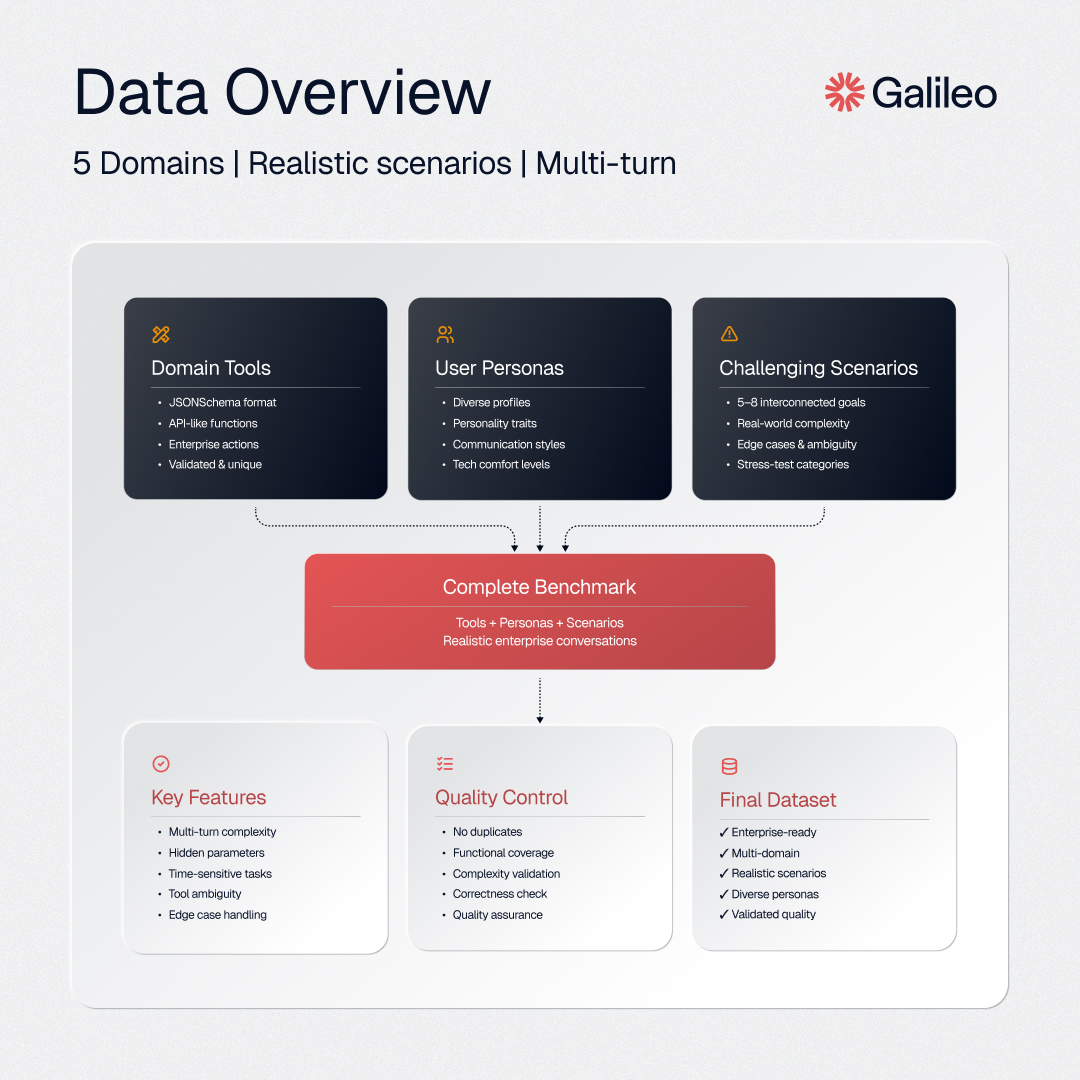 Data Overview
Galileo
5 Domains | Realistic scenarios | Multi-turn
Domain Tools
• JSONSchema format
• API-like functions
• Enterprise actions
• Validated & unique
User Personas
• Diverse profiles
• Personality traits
• Communication styles
• Tech comfort levels
Challenging Scenarios
• 5–8 interconnected goals
• Real-world complexity
• Edge cases & ambiguity
• Stress-test categories
Complete Benchmark
Tools + Personas + Scenarios
Realistic enterprise conversations
Key Features
• Multi-turn complexity
• Hidden parameters
• Time-sensitive tasks
• Tool ambiguity
• Edge case handling
Quality Control
• No duplicates
• Functional coverage
• Complexity validation
• Correctness check
• Quality assurance
Final Dataset
✓ Enterprise-ready
✓ Multi-domain
✓ Realistic scenarios
✓ Diverse personas
✓ Validated quality